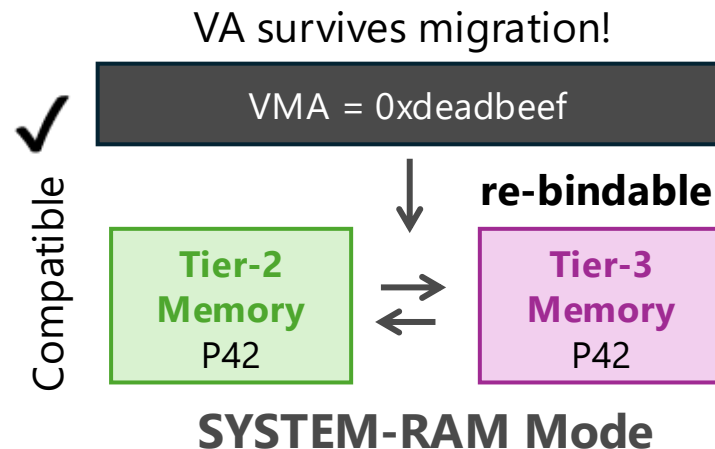 VA survives migration!
VMA = 0xdeadbeef
Compatible
re-bindable
Tier-2
Memory
P42
Tier-3
Memory
P42
SYSTEM-RAM Mode